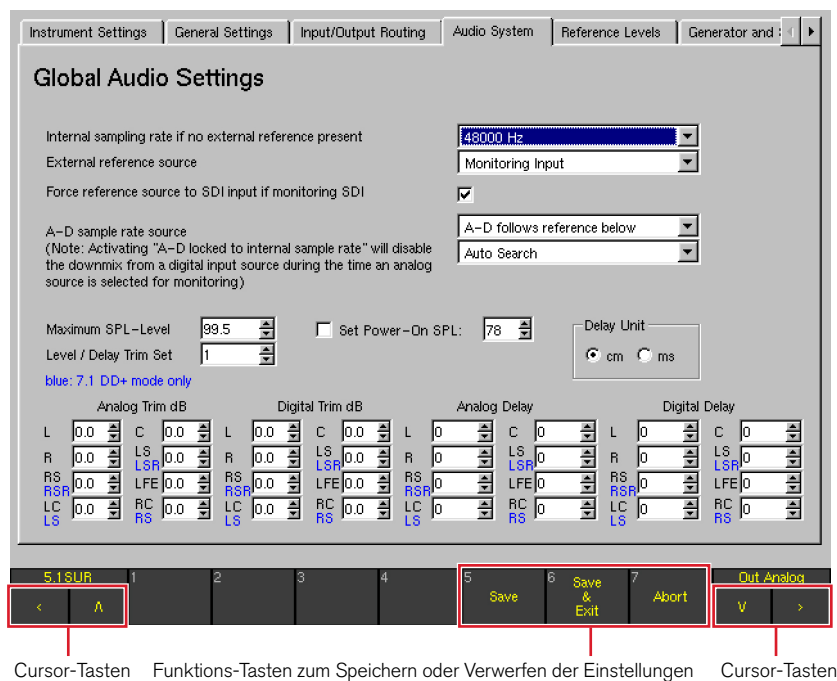 Instrument Settings General Settings Input/Output Routing Audio System Reference Levels Generator and
Global Audio Settings
Internal sampling rate if no external reference present 48000 Hz
External reference source Monitoring Input
Force reference source to SDI input if monitoring SDI
A-D sample rate source A-D follows reference below
(Note: Activating "A-D locked to internal sample rate" will disable
the downmix from a digital input source during the time an analog
source is selected for monitoring)
Auto Search
Maximum SPL-Level 99.5 Set Power-On SPL: 78 Delay Unit
Level / Delay Trim Set 1 cm ms
blue: 7.1 DD+ mode only
Analog Trim dB Digital Trim dB Analog Delay Digital Delay
L 0.0 C 0.0 L 0.0 C 0.0 L 0 C 0 L 0 C 0
R 0.0 LS LSR 0.0 R 0.0 LS LSR 0.0 R 0 LS LSR 0 R 0 LS LSR 0
RS RSR 0.0 LFE 0.0 RS RSR 0.0 LFE 0.0 RS RSR 0 LFE 0 RS RSR 0 LFE 0
LC LS 0.0 RC RS 0.0 LC LS 0.0 RC RS 0.0 LC LS 0 RC RS 0 LC LS 0 RC RS 0
5.1SUR 1 2 3 4 5 Save 6 Save & Exit 7 Abort Out Analog
< Λ V >
Cursor-Tasten Funktions-Tasten zum Speichern oder Verwerfen der Einstellungen Cursor-Tasten